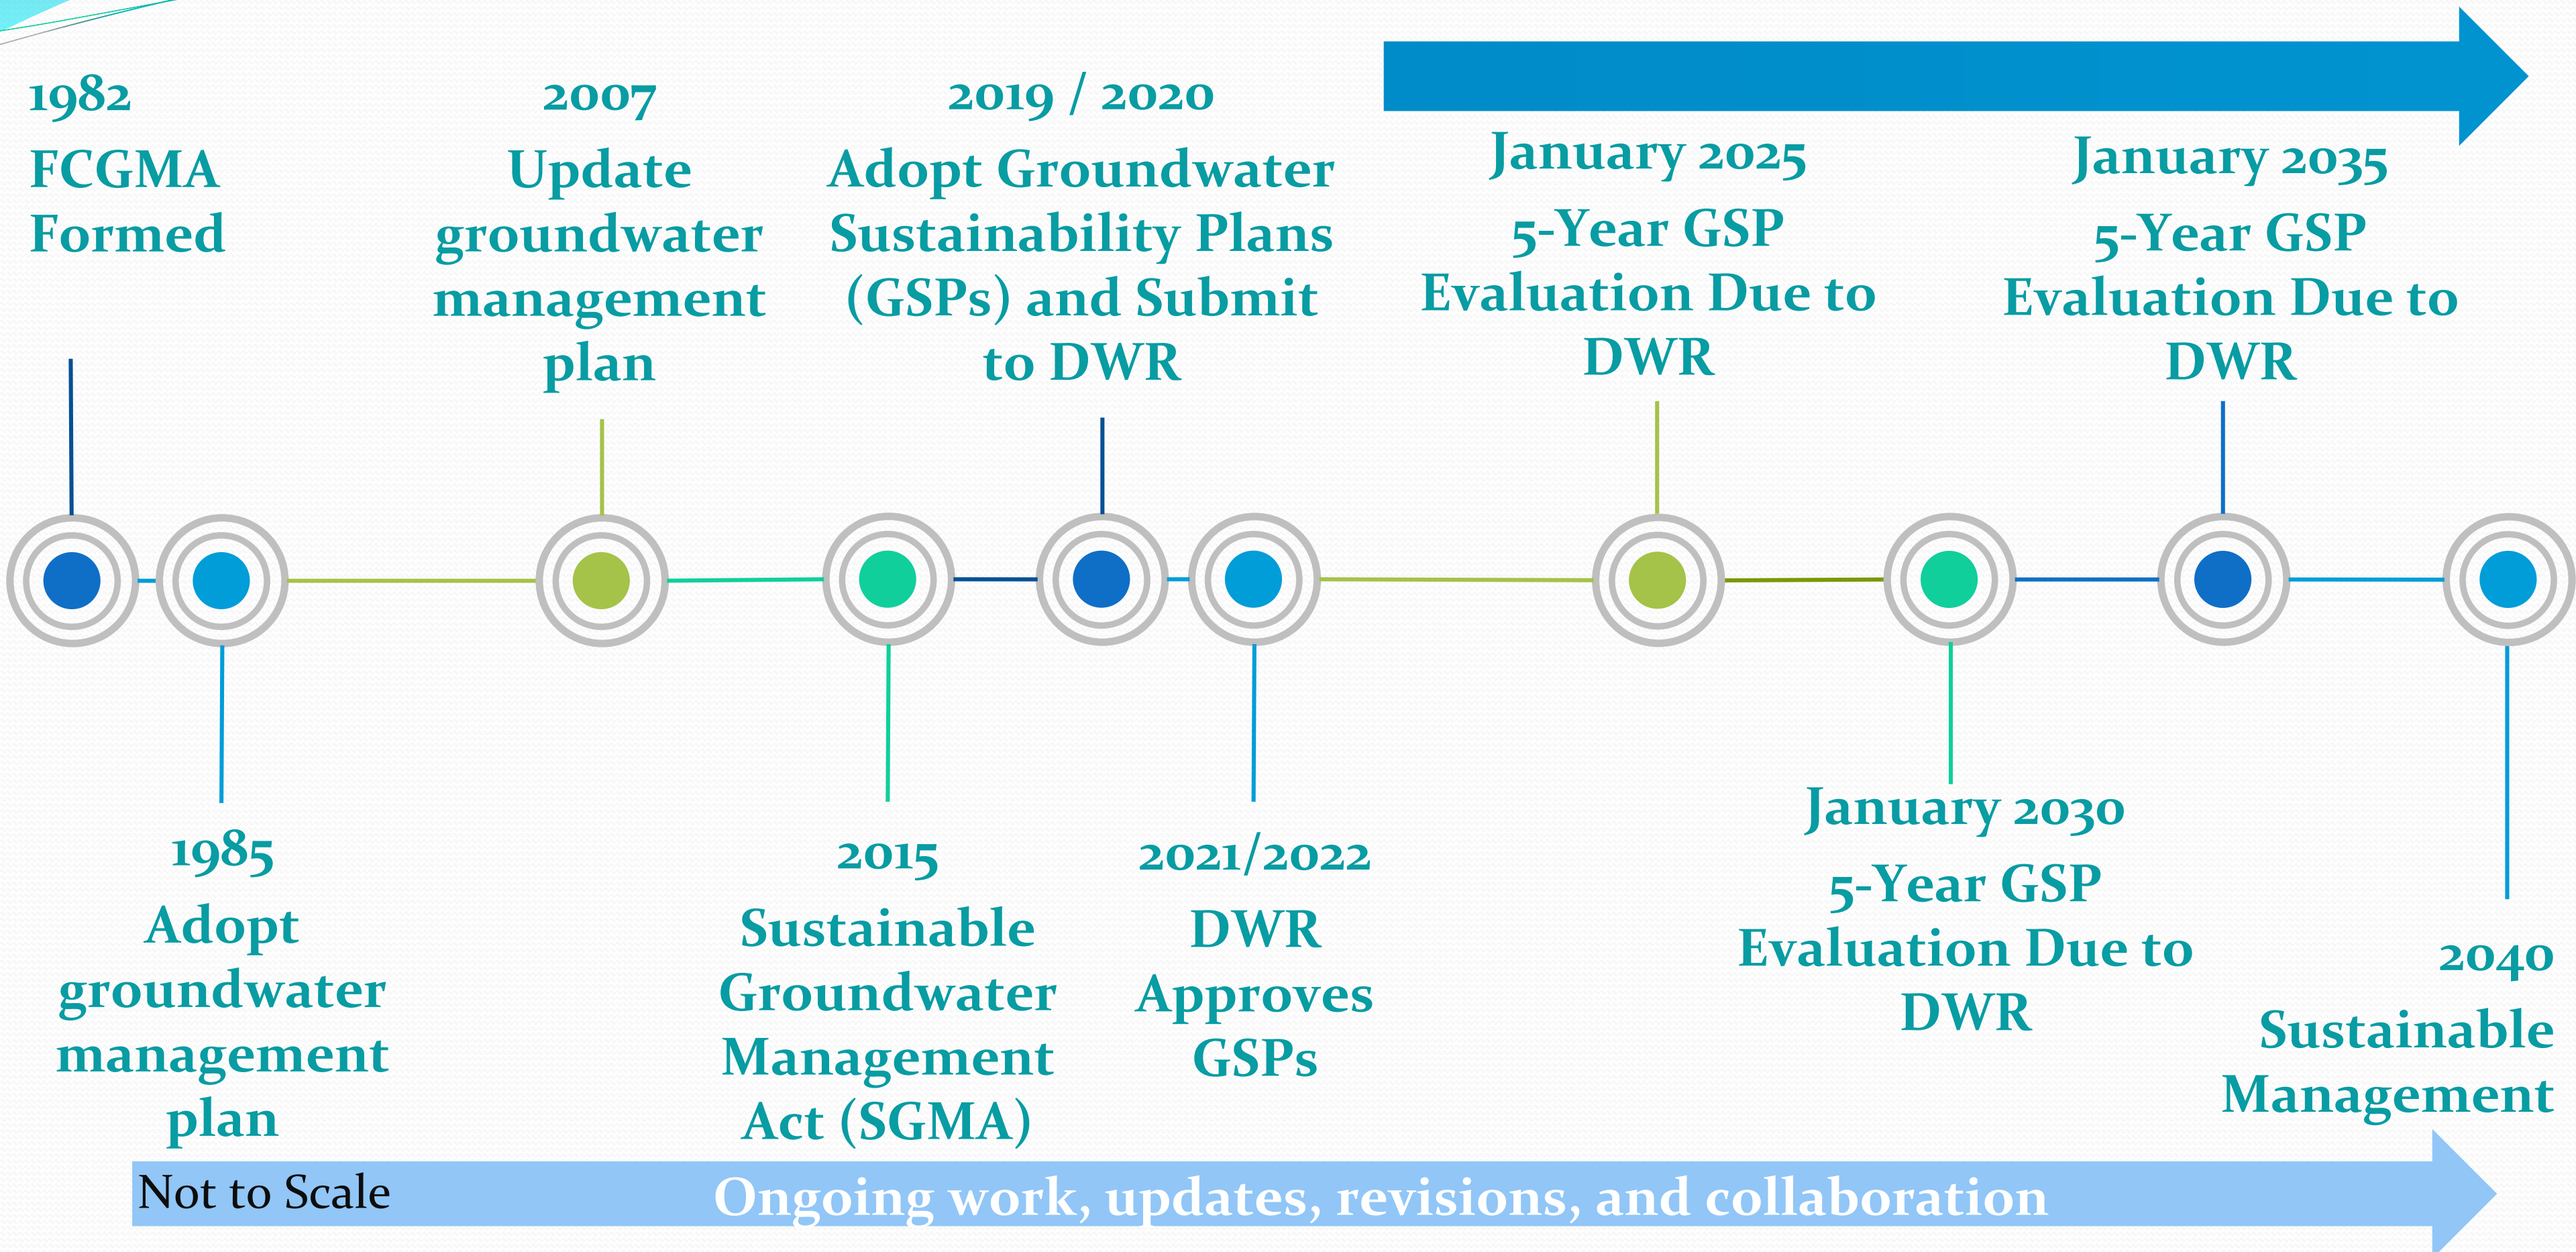 1982
FCGMA
Formed
1985
Adopt
groundwater
management
plan
2007
Update
groundwater
management
plan
2015
Sustainable
Groundwater
Management
Act (SGMA)
2019 / 2020
Adopt Groundwater
Sustainability Plans
(GSPs) and Submit
to DWR
2021/2022
DWR
Approves
GSPs
January 2025
5-Year GSP
Evaluation Due to
DWR
January 2030
5-Year GSP
Evaluation Due to
DWR
January 2035
5-Year GSP
Evaluation Due to
DWR
2040
Sustainable
Management
Not to Scale
Ongoing work, updates, revisions, and collaboration